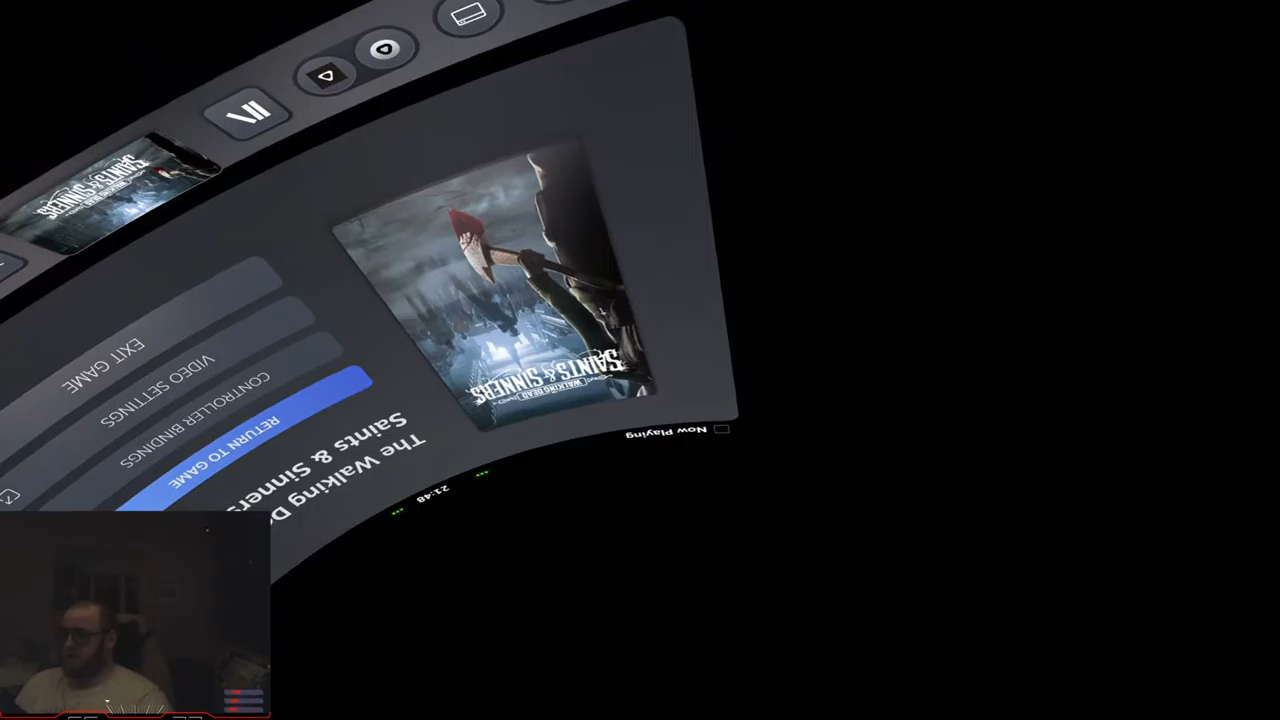 Now Playing
21:48
The Walking D
Saints & Sinners
RETURN TO GAME
CONTROLLER BINDINGS
VIDEO SETTINGS
EXIT GAME
WALKING DEAD
SAINTS & SINNERS
WALKING DEAD
SAINTS & SINNERS